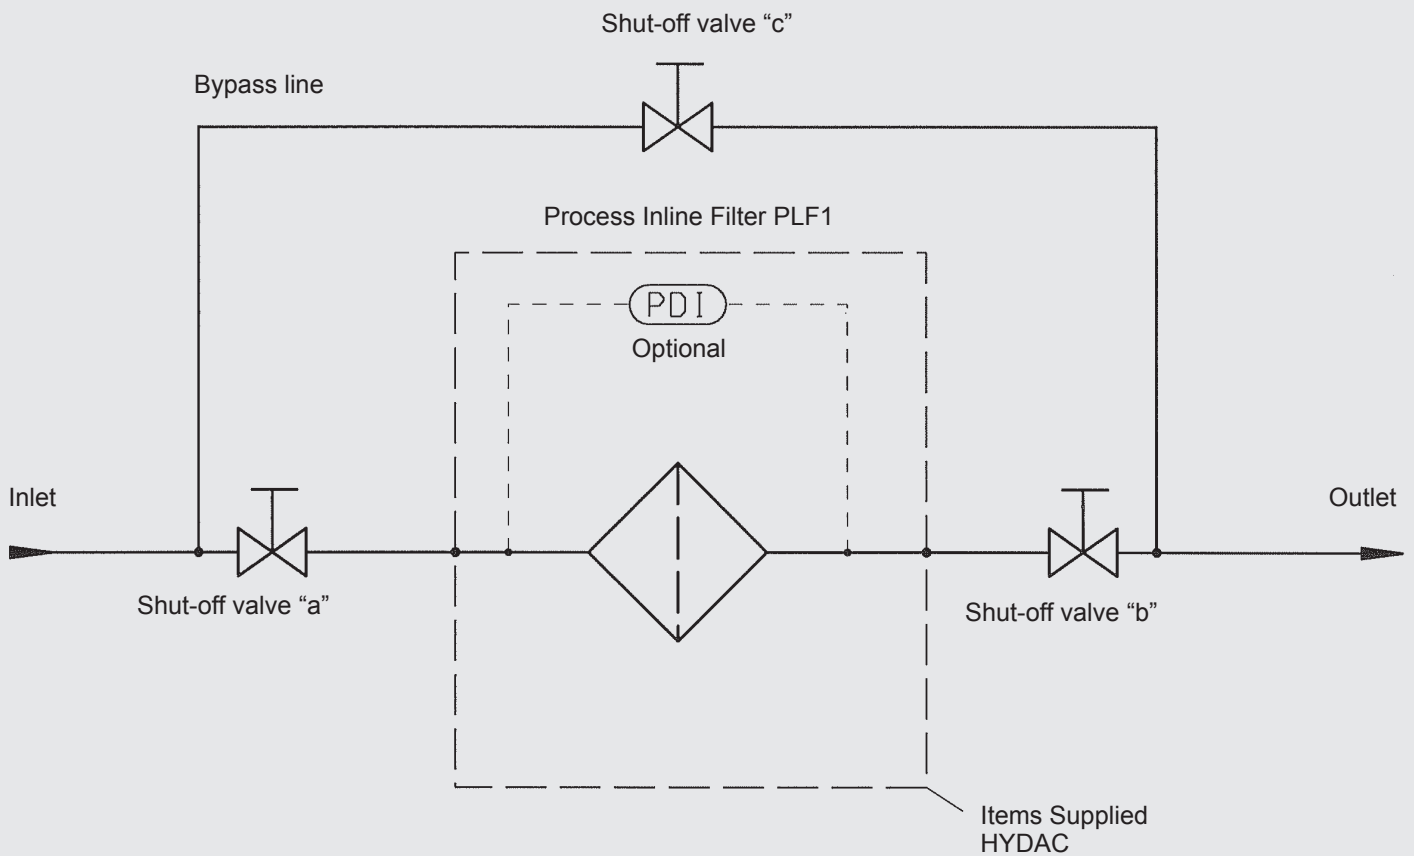 Shut-off valve “c”
Bypass line
Process Inline Filter PLF1
PDI
Optional
Inlet
Outlet
Shut-off valve “a”
Shut-off valve “b”
Items Supplied
HYDAC